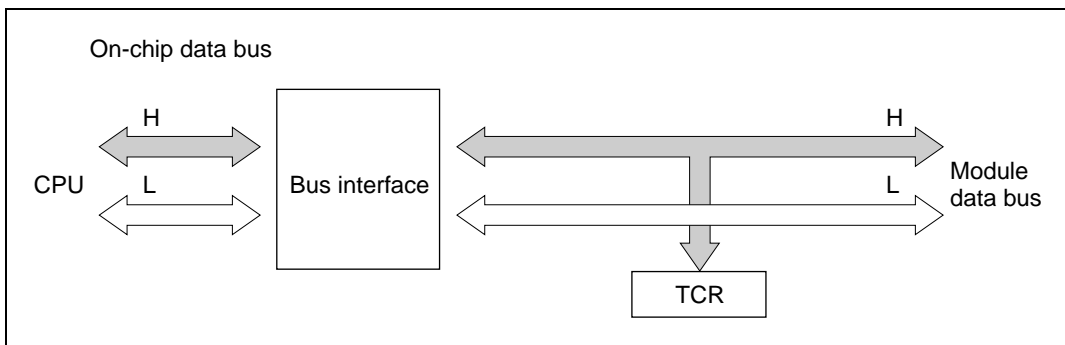 On-chip data bus
H
H
CPU
L
Bus interface
L
Module
data bus
TCR